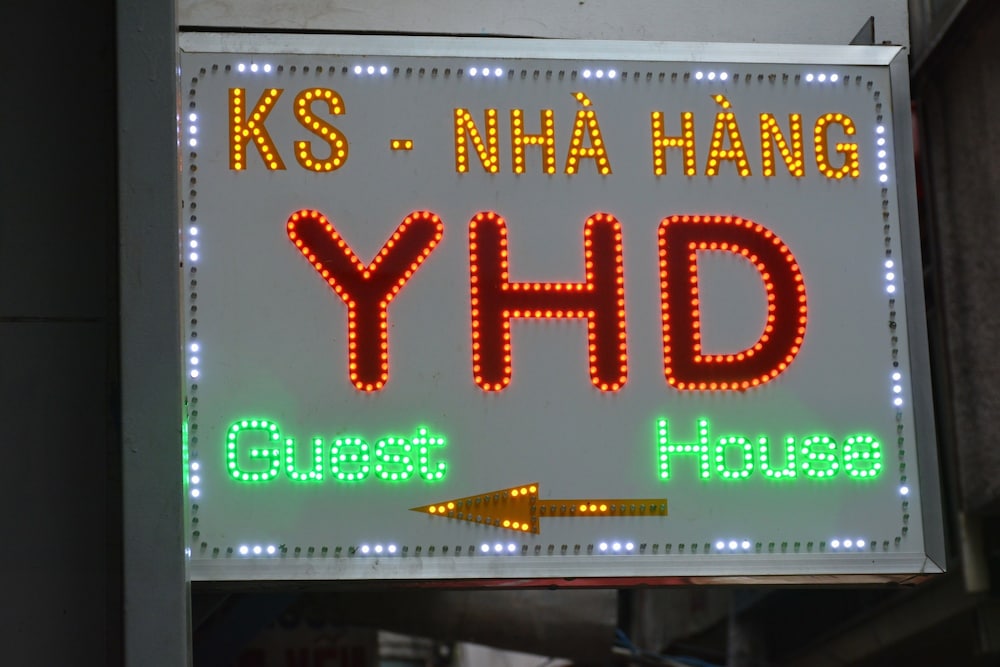 KS - NHÀ HÀNG
YHD
Guest House